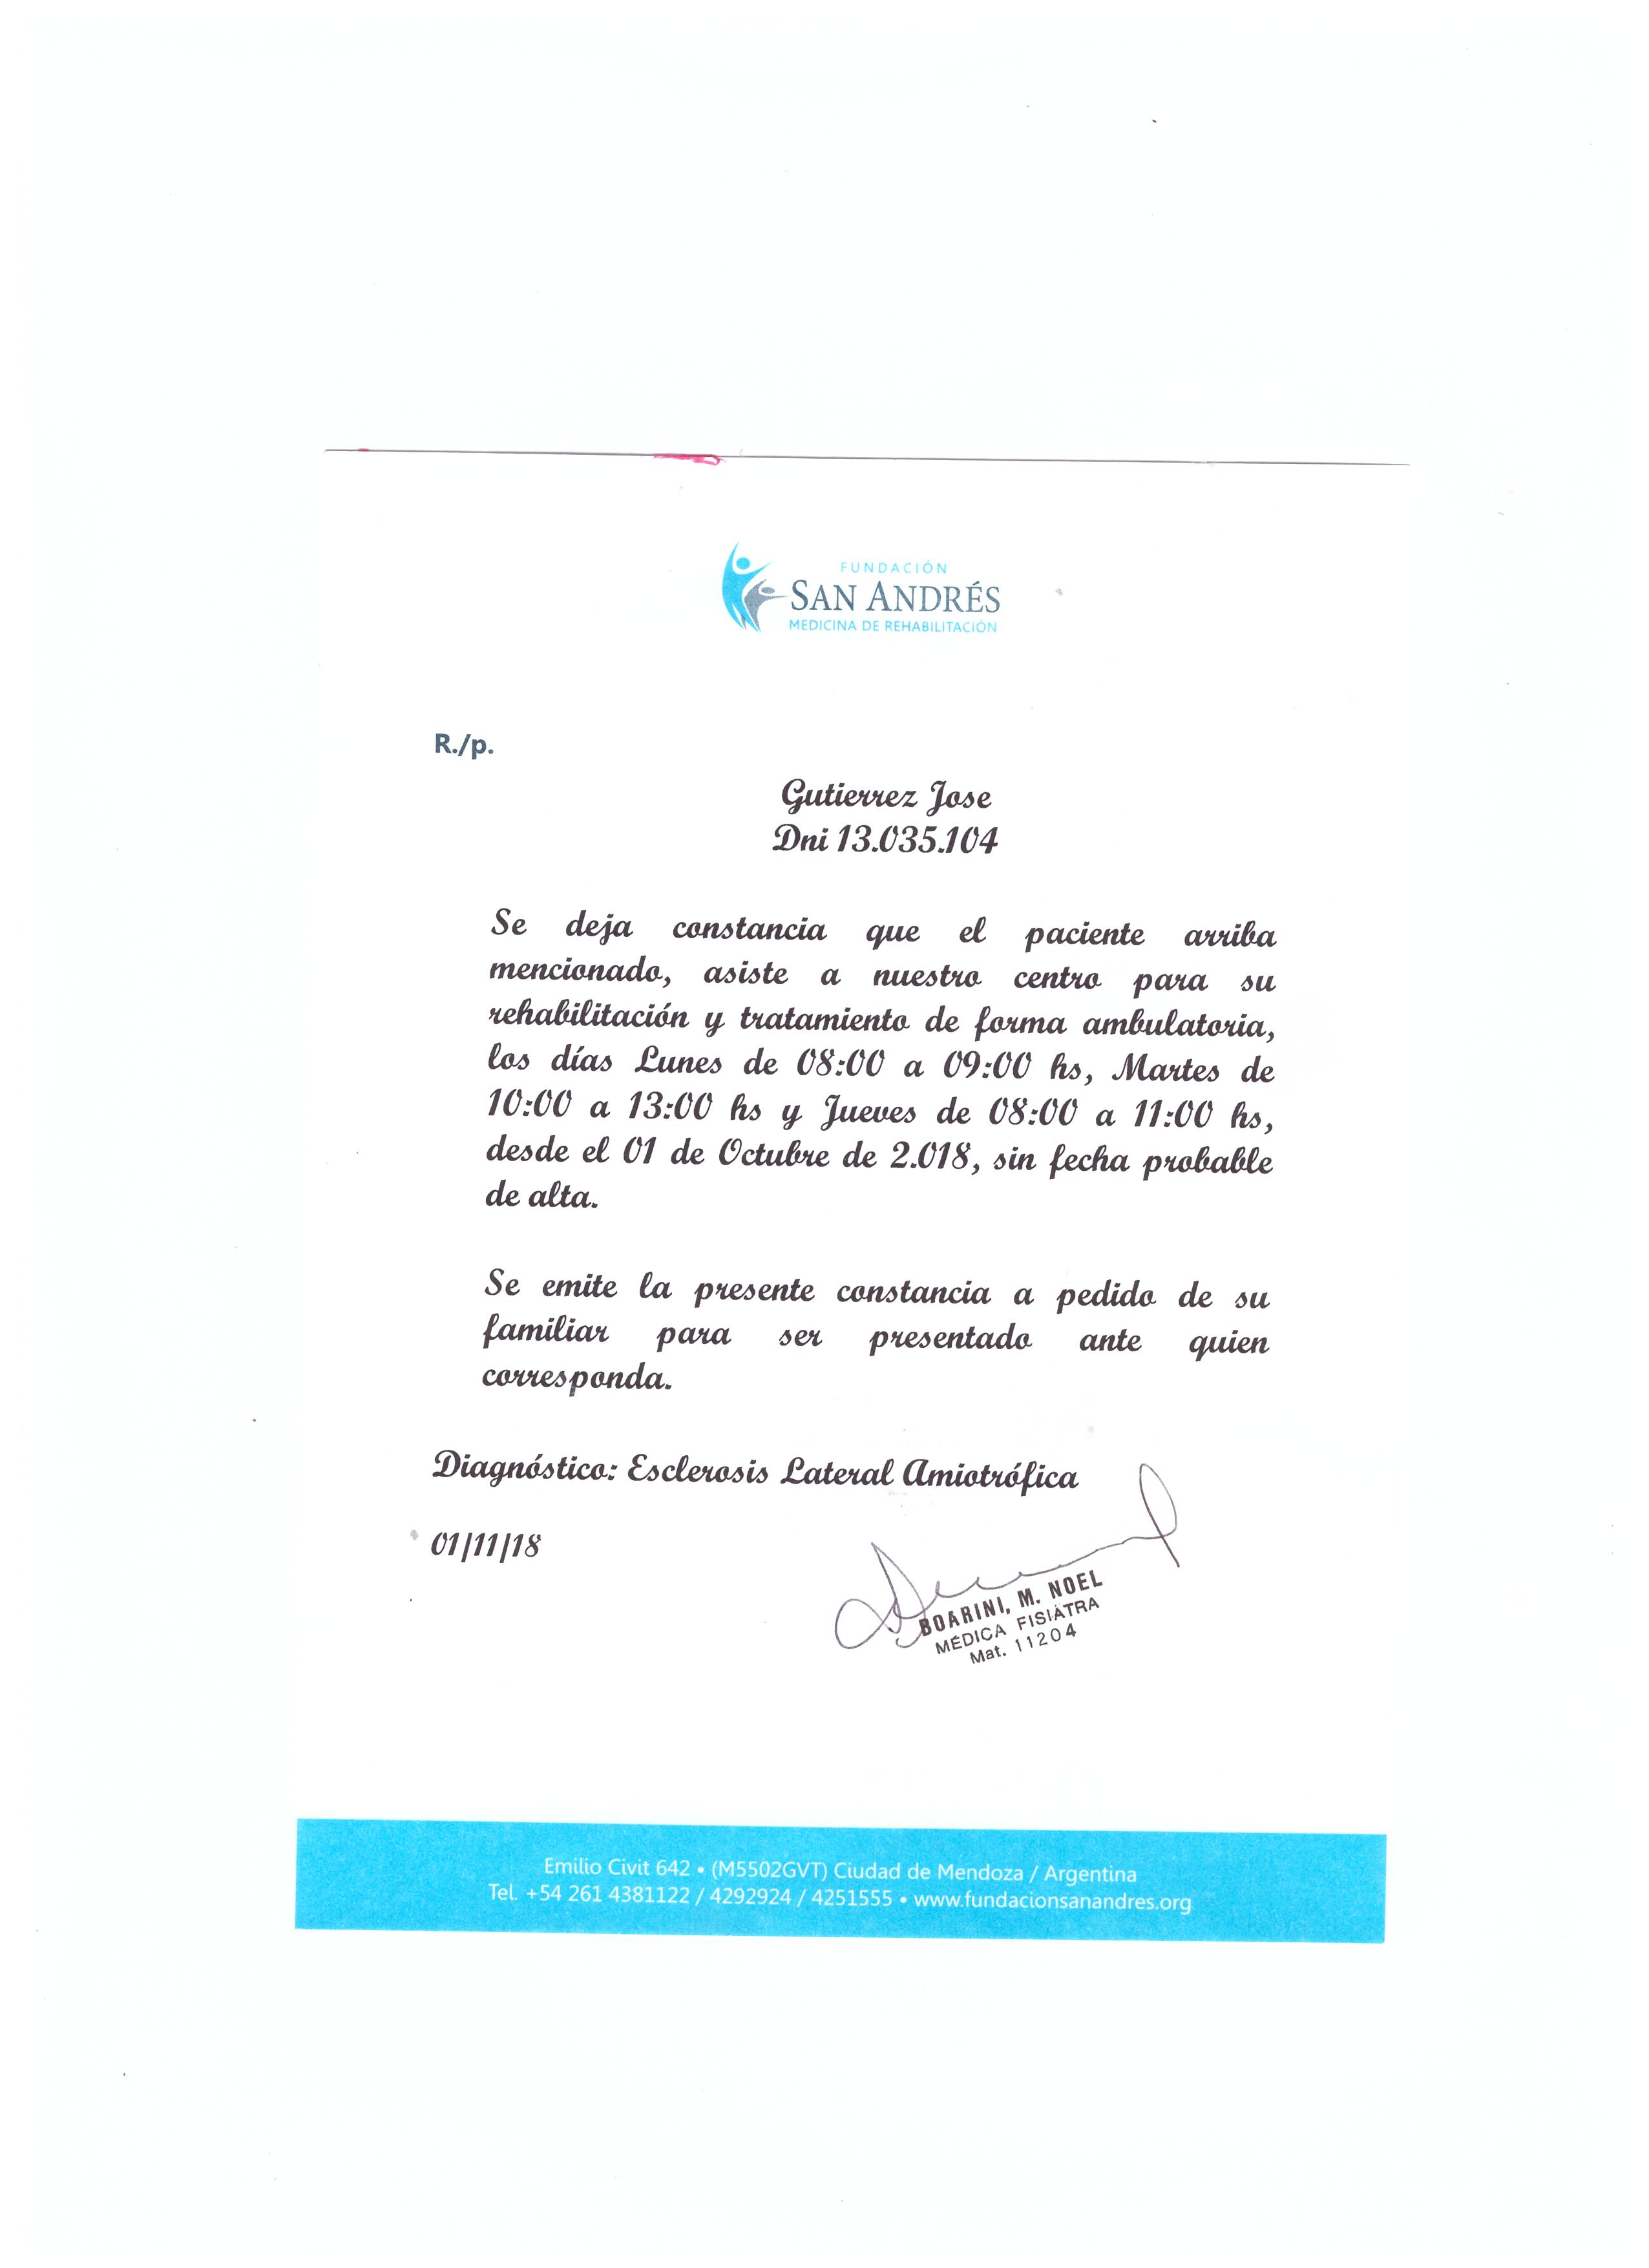 FUNDACIÓN
SAN ANDRÉS
MEDICINA DE REHABILITACIÓN
R./p.
Gutierrez Jose
Dni 13.035.104
Se deja constancia que el paciente arriba
mencionado, asiste a nuestro centro para su
rehabilitación y tratamiento de forma ambulatoria,
los días Lunes de 08:00 a 09:00 hs, Martes de
10:00 a 13:00 hs y Jueves de 08:00 a 11:00 hs,
desde el 01 de Octubre de 2.018, sin fecha probable
de alta.
Se emite la presente constancia a pedido de su
familiar para ser presentado ante quien
corresponda.
Diagnóstico: Esclerosis Lateral Amiotrófica
01/11/18
BOARINI, M. NOEL
MÉDICA FISIÁTRA
Mat. 11204
Emilio Civit 642 • (M5502GVT) Ciudad de Mendoza / Argentina
Tel. +54 261 4381122 / 4292924 / 4251555 • www.fundacionsanandres.org